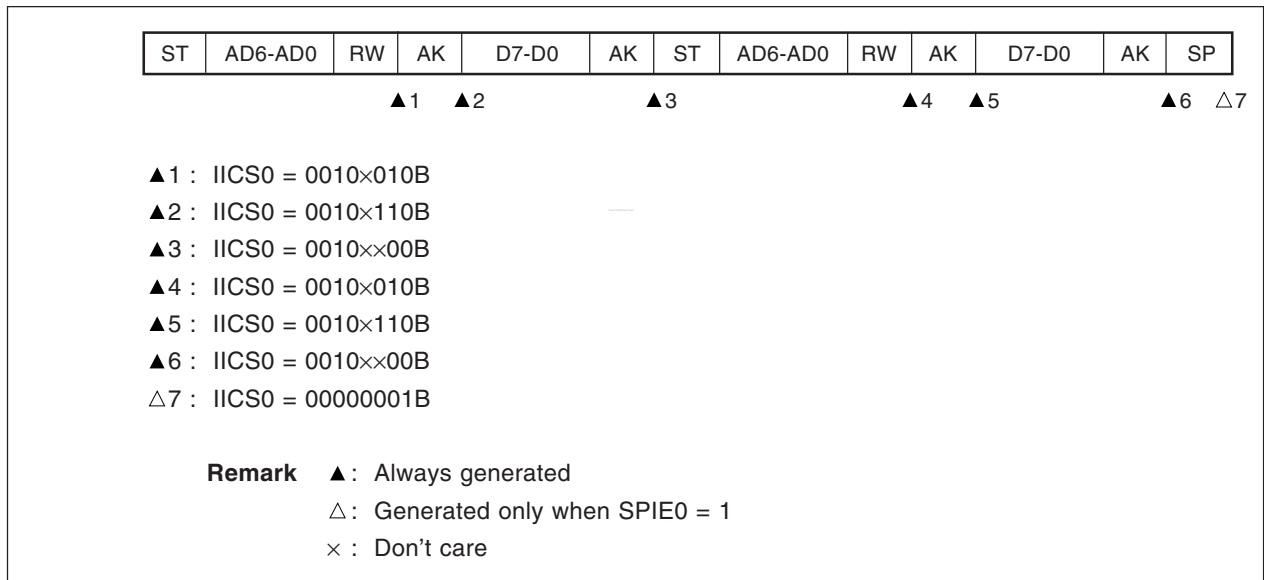 ST AD6-AD0 RW AK D7-D0 AK ST AD6-AD0 RW AK D7-D0 AK SP
▲1 ▲2 ▲3 ▲4 ▲5 ▲6 △7
▲1 : IICS0 = 0010×010B
▲2 : IICS0 = 0010×110B
▲3 : IICS0 = 0010××00B
▲4 : IICS0 = 0010×010B
▲5 : IICS0 = 0010×110B
▲6 : IICS0 = 0010××00B
△7 : IICS0 = 00000001B
Remark ▲: Always generated
△: Generated only when SPIE0 = 1
× : Don't care